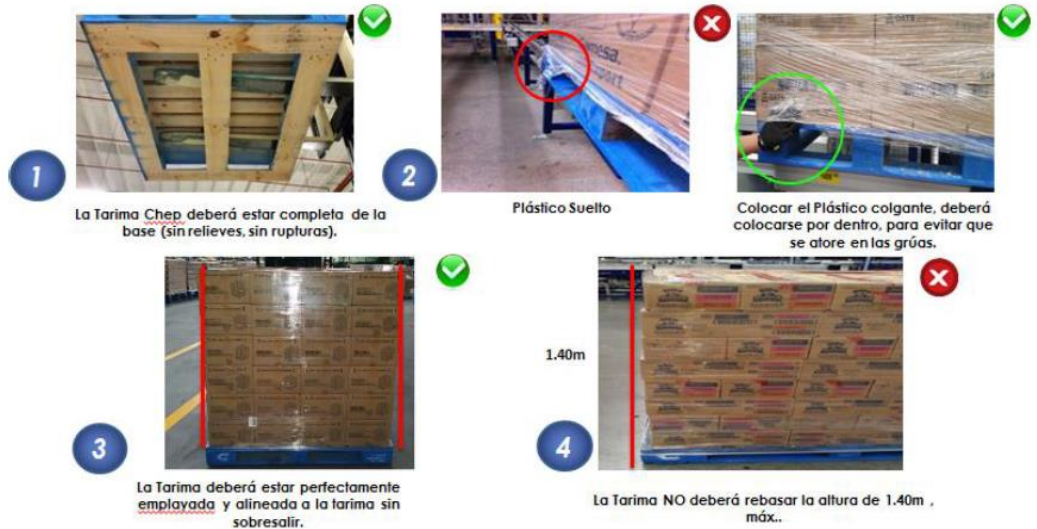 1
La Tarima Chep deberá estar completa de la
base (sin relieves, sin rupturas).
2
Plástico Suelto
Colocar el Plástico colgante, deberá
colocarse por dentro, para evitar que
se atore en las grúas.
3
La Tarima deberá estar perfectamente
emplayada y alineada a la tarima sin
sobresalir.
1.40m
4
La Tarima NO deberá rebasar la altura de 1.40m ,
máx..